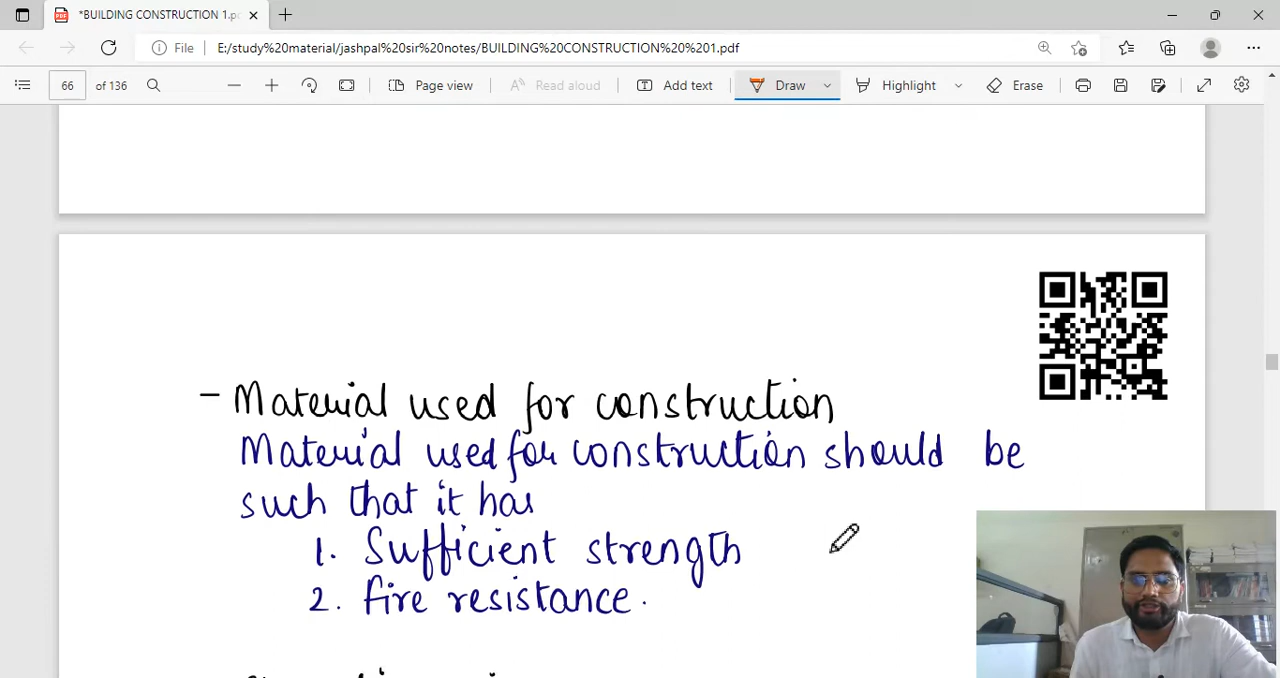 *BUILDING CONSTRUCTION 1.p
File
E:/study%20material/jashpal%20sir%20notes/BUILDING%20CONSTRUCTION%20%201.pdf
66 of 136
Page view
Read aloud
Add text
Draw
Highlight
Erase
- Material used for construction
Material used for construction should be
such that it has
1. Sufficient strength
2. fire resistance.